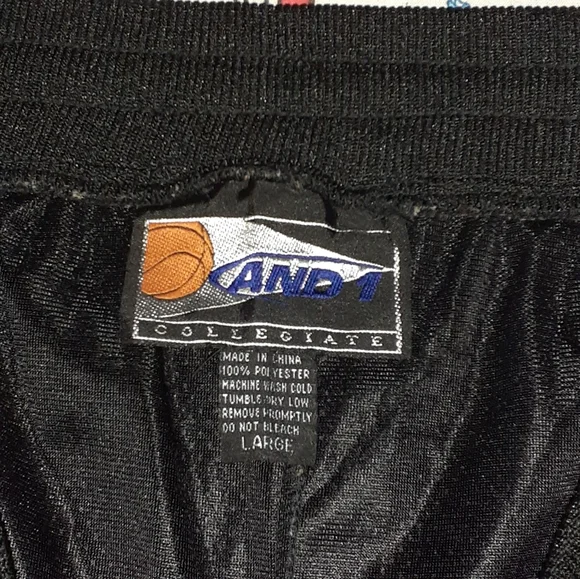 AND 1
COLLEGIATE
MADE IN CHINA
100% POLYESTER
MACHINE WASH COLD
TUMBLE DRY LOW
REMOVE PROMPTLY
DO NOT BLEACH
LARGE